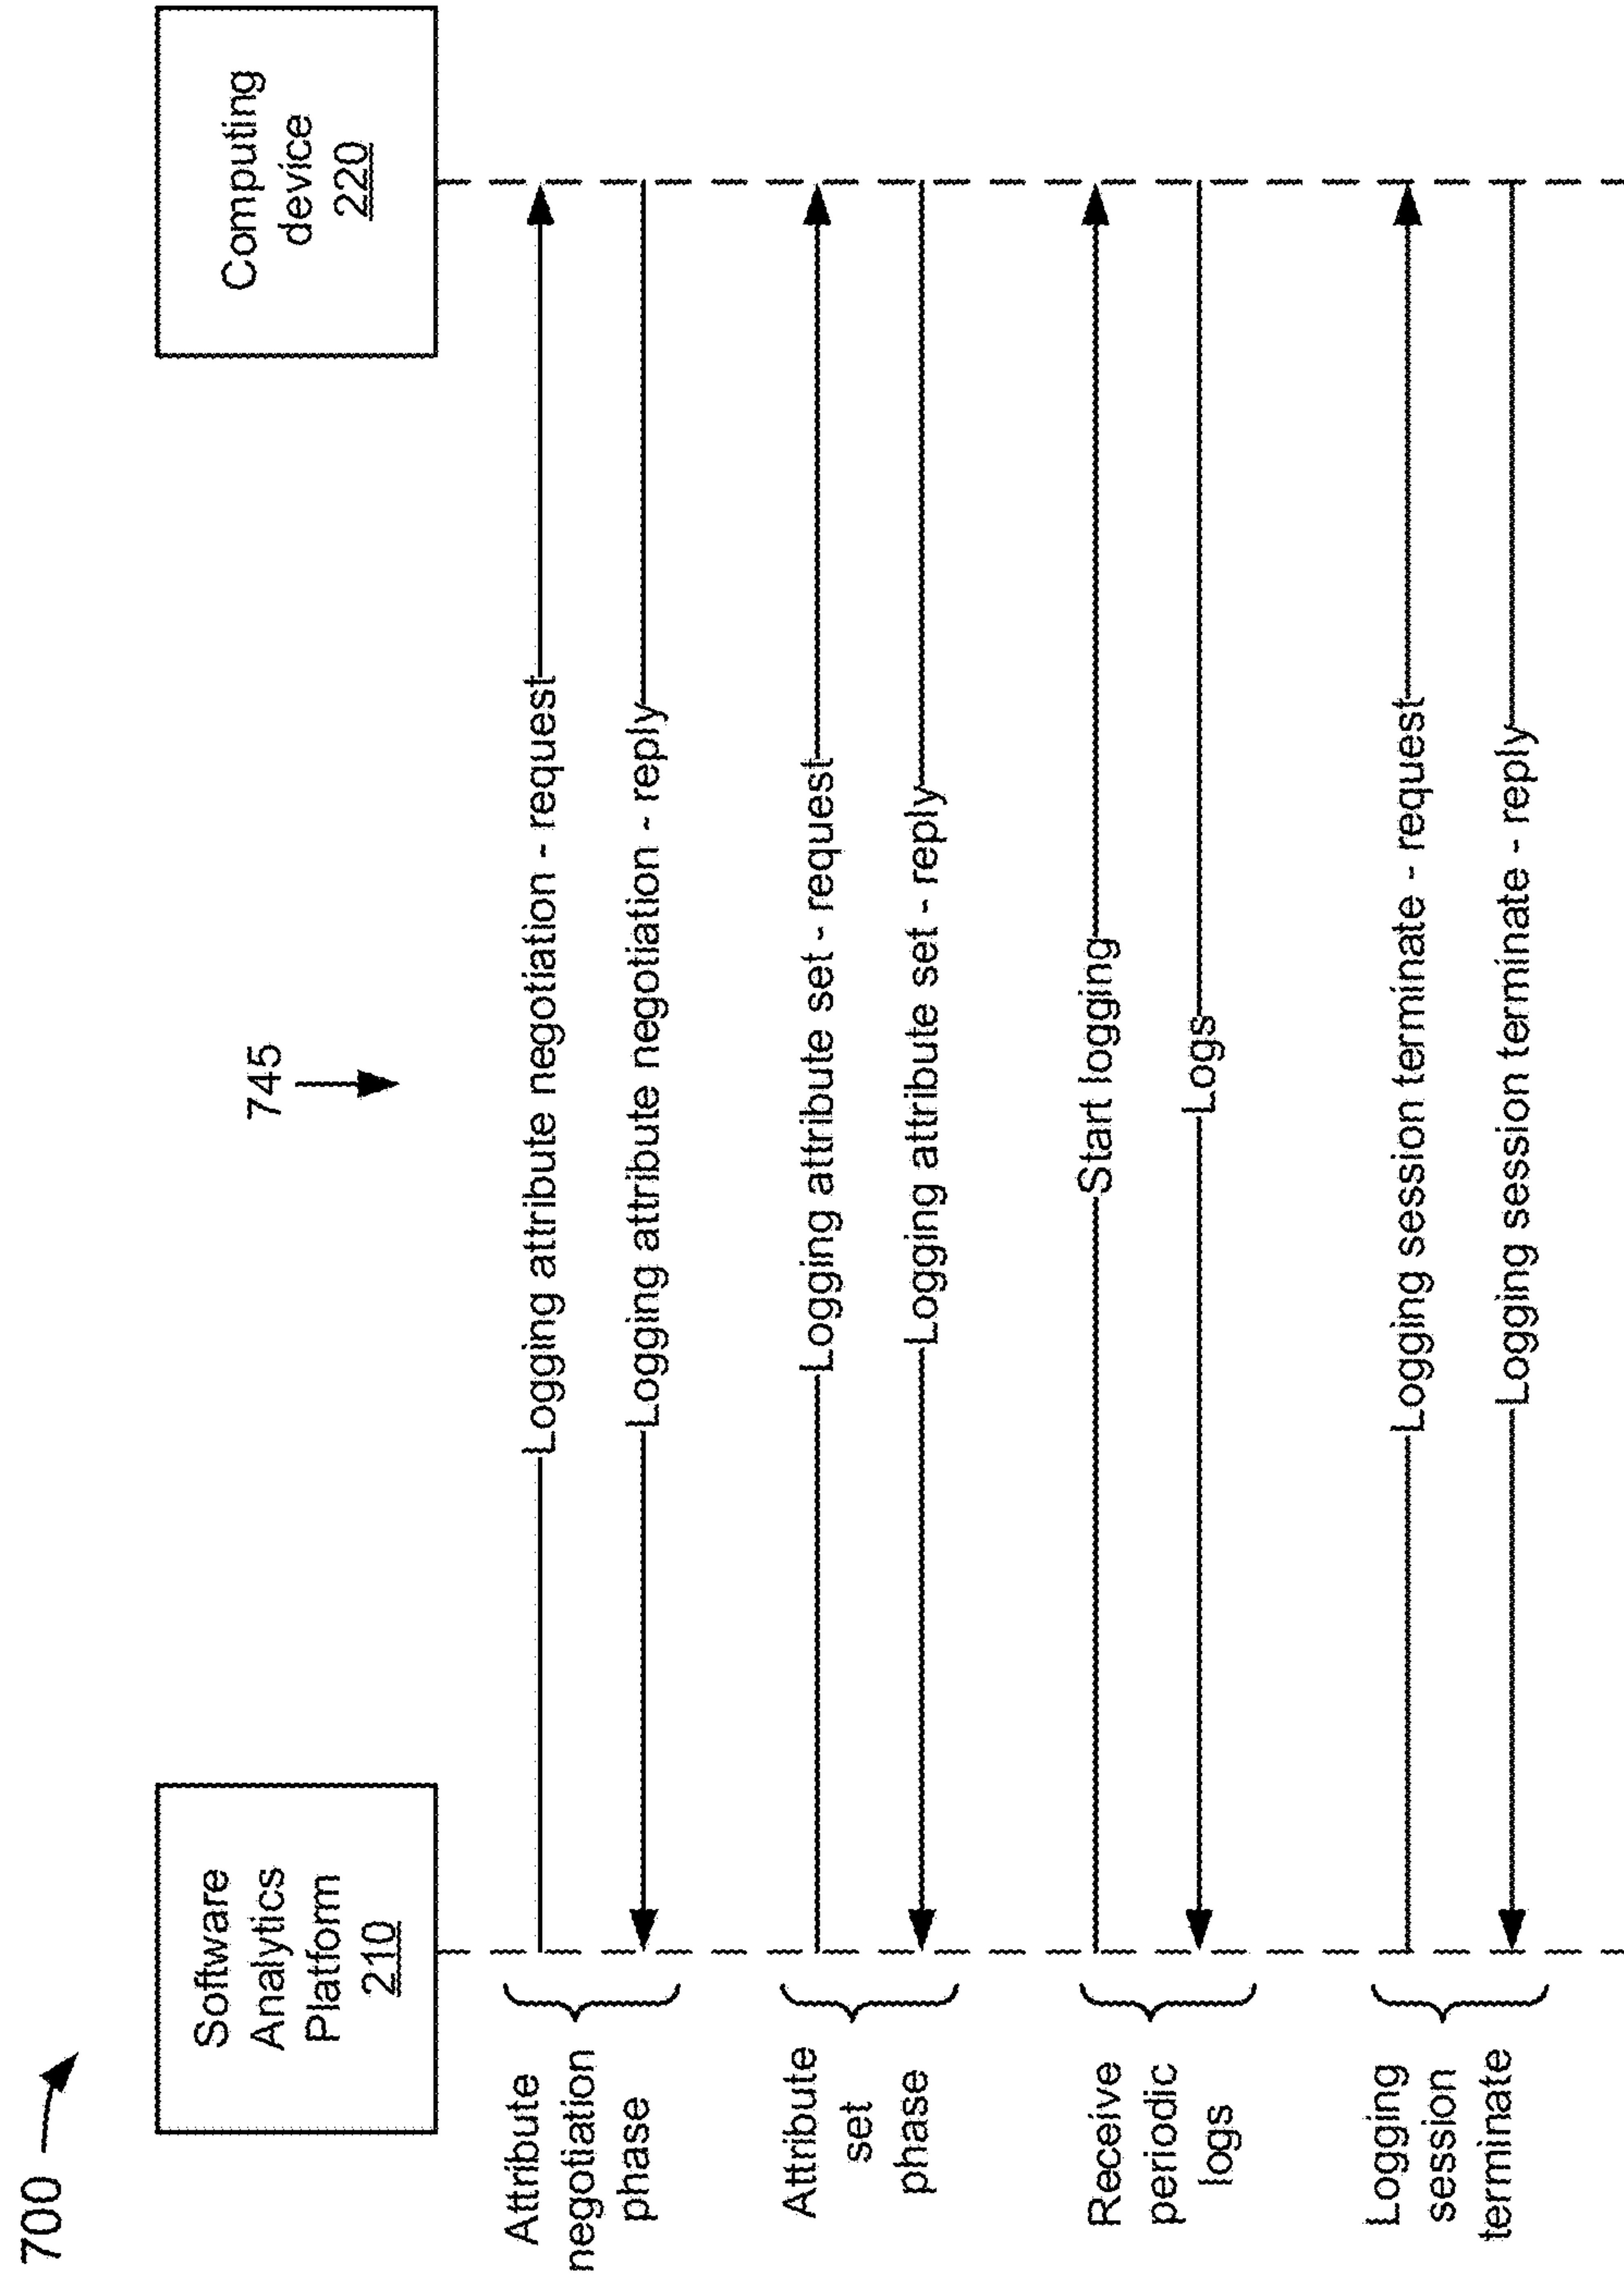 700
745
Software
Analytics
Platform
210
Computing
device
220
Attribute
negotiation
phase
Logging attribute negotiation - request
Logging attribute negotiation - reply
Attribute
set
phase
Logging attribute set - request
Logging attribute set - reply
Receive
periodic
logs
Start logging
Logs
Logging
session
terminate
Logging session terminate - request
Logging session terminate - reply